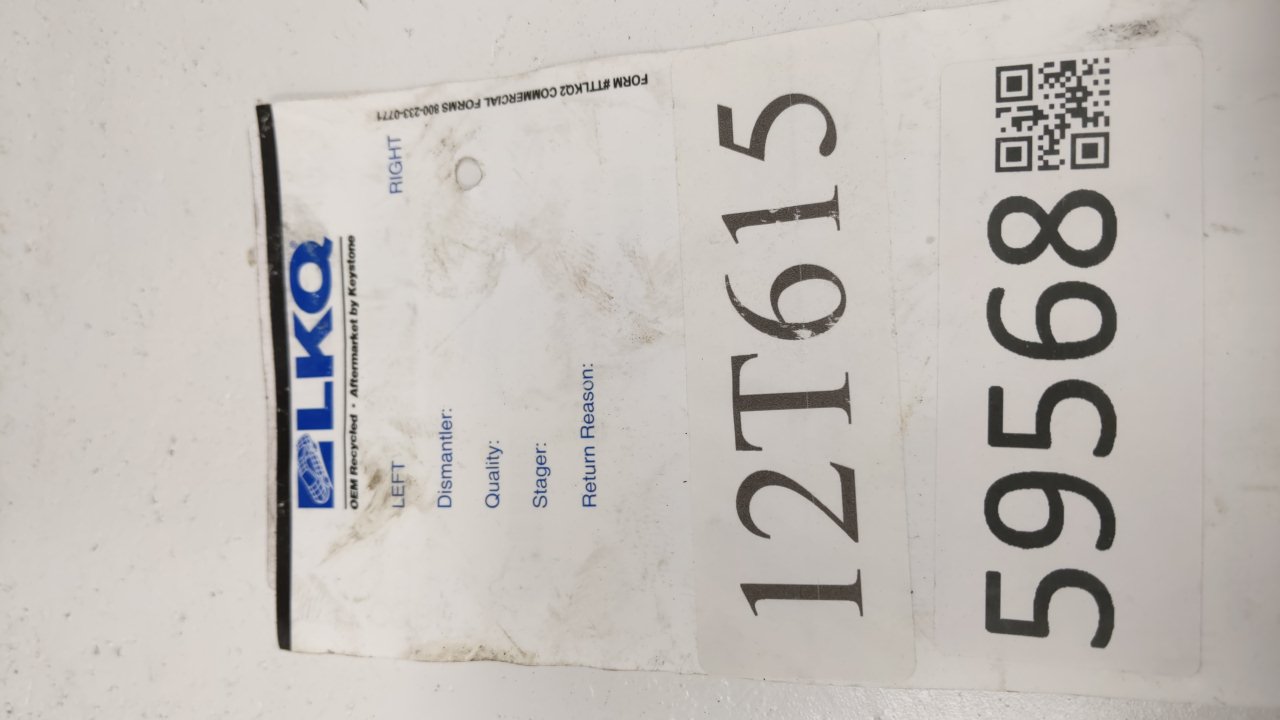 LKQ
OEM Recycled · Aftermarket by Keystone
LEFT RIGHT
Dismantler:
Quality:
Stager:
Return Reason:
FORM #TTLKQ2 COMMERCIAL FORMS 800-233-0771
12T615
59568